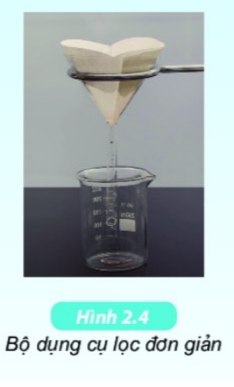 Hình 2.4
Bộ dụng cụ lọc đơn giản